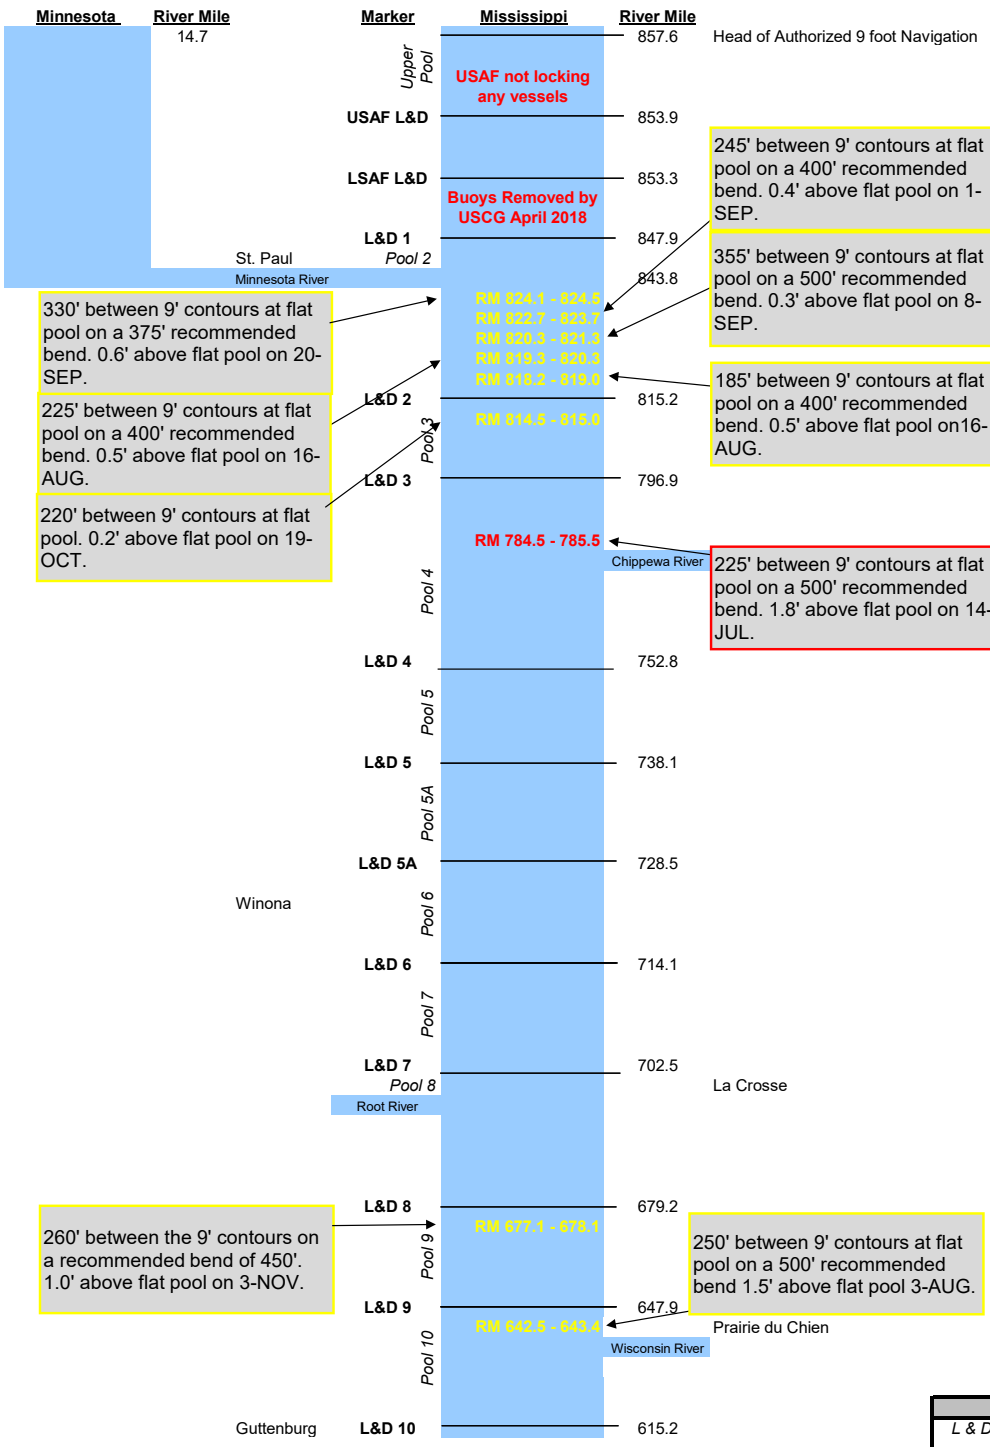 Minnesota River Mile Marker Mississippi River Mile
14.7 857.6 Head of Authorized 9 foot Navigation
Upper
Pool
USAF not locking
any vessels
USAF L&D 853.9
245' between 9' contours at flat
pool on a 400' recommended
bend. 0.4' above flat pool on 1-
SEP.
LSAF L&D 853.3
Buoys Removed by
USCG April 2018
L&D 1 847.9
St. Paul Pool 2
355' between 9' contours at flat
pool on a 500' recommended
bend. 0.3' above flat pool on 8-
SEP.
Minnesota River 843.8
330' between 9' contours at flat
pool on a 375' recommended
bend. 0.6' above flat pool on 20-
SEP.
RM 824.1 - 824.5
RM 822.7 - 823.7
RM 820.3 - 821.3
RM 819.3 - 820.3
RM 818.2 - 819.0
185' between 9' contours at flat
pool on a 400' recommended
bend. 0.5' above flat pool on16-
AUG.
L&D 2 815.2
225' between 9' contours at flat
pool on a 400' recommended
bend. 0.5' above flat pool on 16-
AUG.
RM 814.5 - 815.0
Pool 3
L&D 3 796.9
220' between 9' contours at flat
pool. 0.2' above flat pool on 19-
OCT.
RM 784.5 - 785.5
Chippewa River
225' between 9' contours at flat
pool on a 500' recommended
bend. 1.8' above flat pool on 14-
JUL.
Pool 4
L&D 4 752.8
Pool 5
L&D 5 738.1
Pool 5A
L&D 5A 728.5
Winona
Pool 6
L&D 6 714.1
Pool 7
L&D 7 702.5
Pool 8 La Crosse
Root River
L&D 8 679.2
260' between the 9' contours on
a recommended bend of 450'.
1.0' above flat pool on 3-NOV.
RM 677.1 - 678.1
Pool 9
250' between 9' contours at flat
pool on a 500' recommended
bend 1.5' above flat pool 3-AUG.
L&D 9 647.9
RM 642.5 - 643.4
Prairie du Chien
Wisconsin River
Pool 10
Guttenburg L&D 10 615.2
L & D